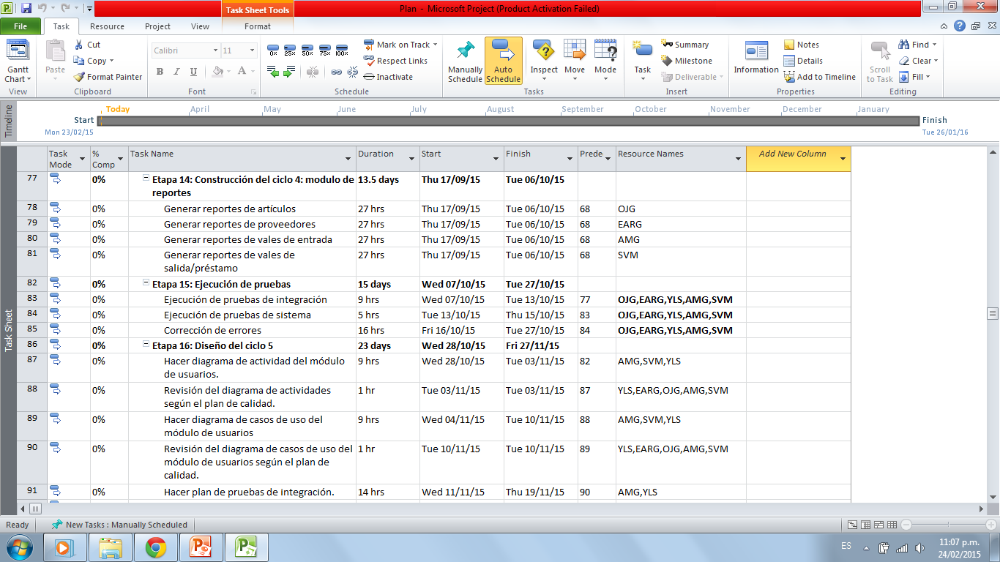 Task Sheet Tools
Plan - Microsoft Project (Product Activation Failed)
File
Task
Resource
Project
View
Format
Gantt
Chart
View
Paste
Cut
Copy
Format Painter
Clipboard
Calibri
11
B I U
A
Font
0% 25% 50% 75% 100%
Mark on Track
Respect Links
Inactivate
Schedule
Manually
Schedule
Auto
Schedule
Inspect
Move
Mode
Tasks
Task
Summary
Milestone
Deliverable
Insert
Information
Notes
Details
Add to Timeline
Properties
Scroll
to Task
Find
Clear
Fill
Editing
Timeline
Today April May June July August September October November December January
Start
Mon 23/02/15
Finish
Tue 26/01/16
Task Sheet
Task
Mode
%
Comp
Task Name
Duration
Start
Finish
Prede
Resource Names
Add New Column
77 0% Etapa 14: Construcción del ciclo 4: modulo de 13.5 days Thu 17/09/15 Tue 06/10/15
reportes
78 0% Generar reportes de artículos 27 hrs Thu 17/09/15 Tue 06/10/15 68 OJG
79 0% Generar reportes de proveedores 27 hrs Thu 17/09/15 Tue 06/10/15 68 EARG
80 0% Generar reportes de vales de entrada 27 hrs Thu 17/09/15 Tue 06/10/15 68 AMG
81 0% Generar reportes de vales de 27 hrs Thu 17/09/15 Tue 06/10/15 68 SVM
salida/préstamo
82 0% Etapa 15: Ejecución de pruebas 15 days Wed 07/10/15 Tue 27/10/15
83 0% Ejecución de pruebas de integración 9 hrs Wed 07/10/15 Tue 13/10/15 77 OJG,EARG,YLS,AMG,SVM
84 0% Ejecución de pruebas de sistema 5 hrs Tue 13/10/15 Thu 15/10/15 83 OJG,EARG,YLS,AMG,SVM
85 0% Corrección de errores 16 hrs Fri 16/10/15 Tue 27/10/15 84 OJG,EARG,YLS,AMG,SVM
86 0% Etapa 16: Diseño del ciclo 5 23 days Wed 28/10/15 Fri 27/11/15
87 0% Hacer diagrama de actividad del módulo 9 hrs Wed 28/10/15 Tue 03/11/15 82 AMG,SVM,YLS
de usuarios.
88 0% Revisión del diagrama de actividades 1 hr Tue 03/11/15 Tue 03/11/15 87 YLS,EARG,OJG,AMG,SVM
según el plan de calidad.
89 0% Hacer diagrama de casos de uso del 9 hrs Wed 04/11/15 Tue 10/11/15 88 AMG,SVM,YLS
módulo de usuarios
90 0% Revisión del diagrama de casos de uso del 1 hr Tue 10/11/15 Tue 10/11/15 89 YLS,EARG,OJG,AMG,SVM
módulo de usuarios según el plan de
calidad.
91 0% Hacer plan de pruebas de integración. 14 hrs Wed 11/11/15 Thu 19/11/15 90 AMG,YLS
Ready
New Tasks : Manually Scheduled
ES
11:07 p.m.
24/02/2015